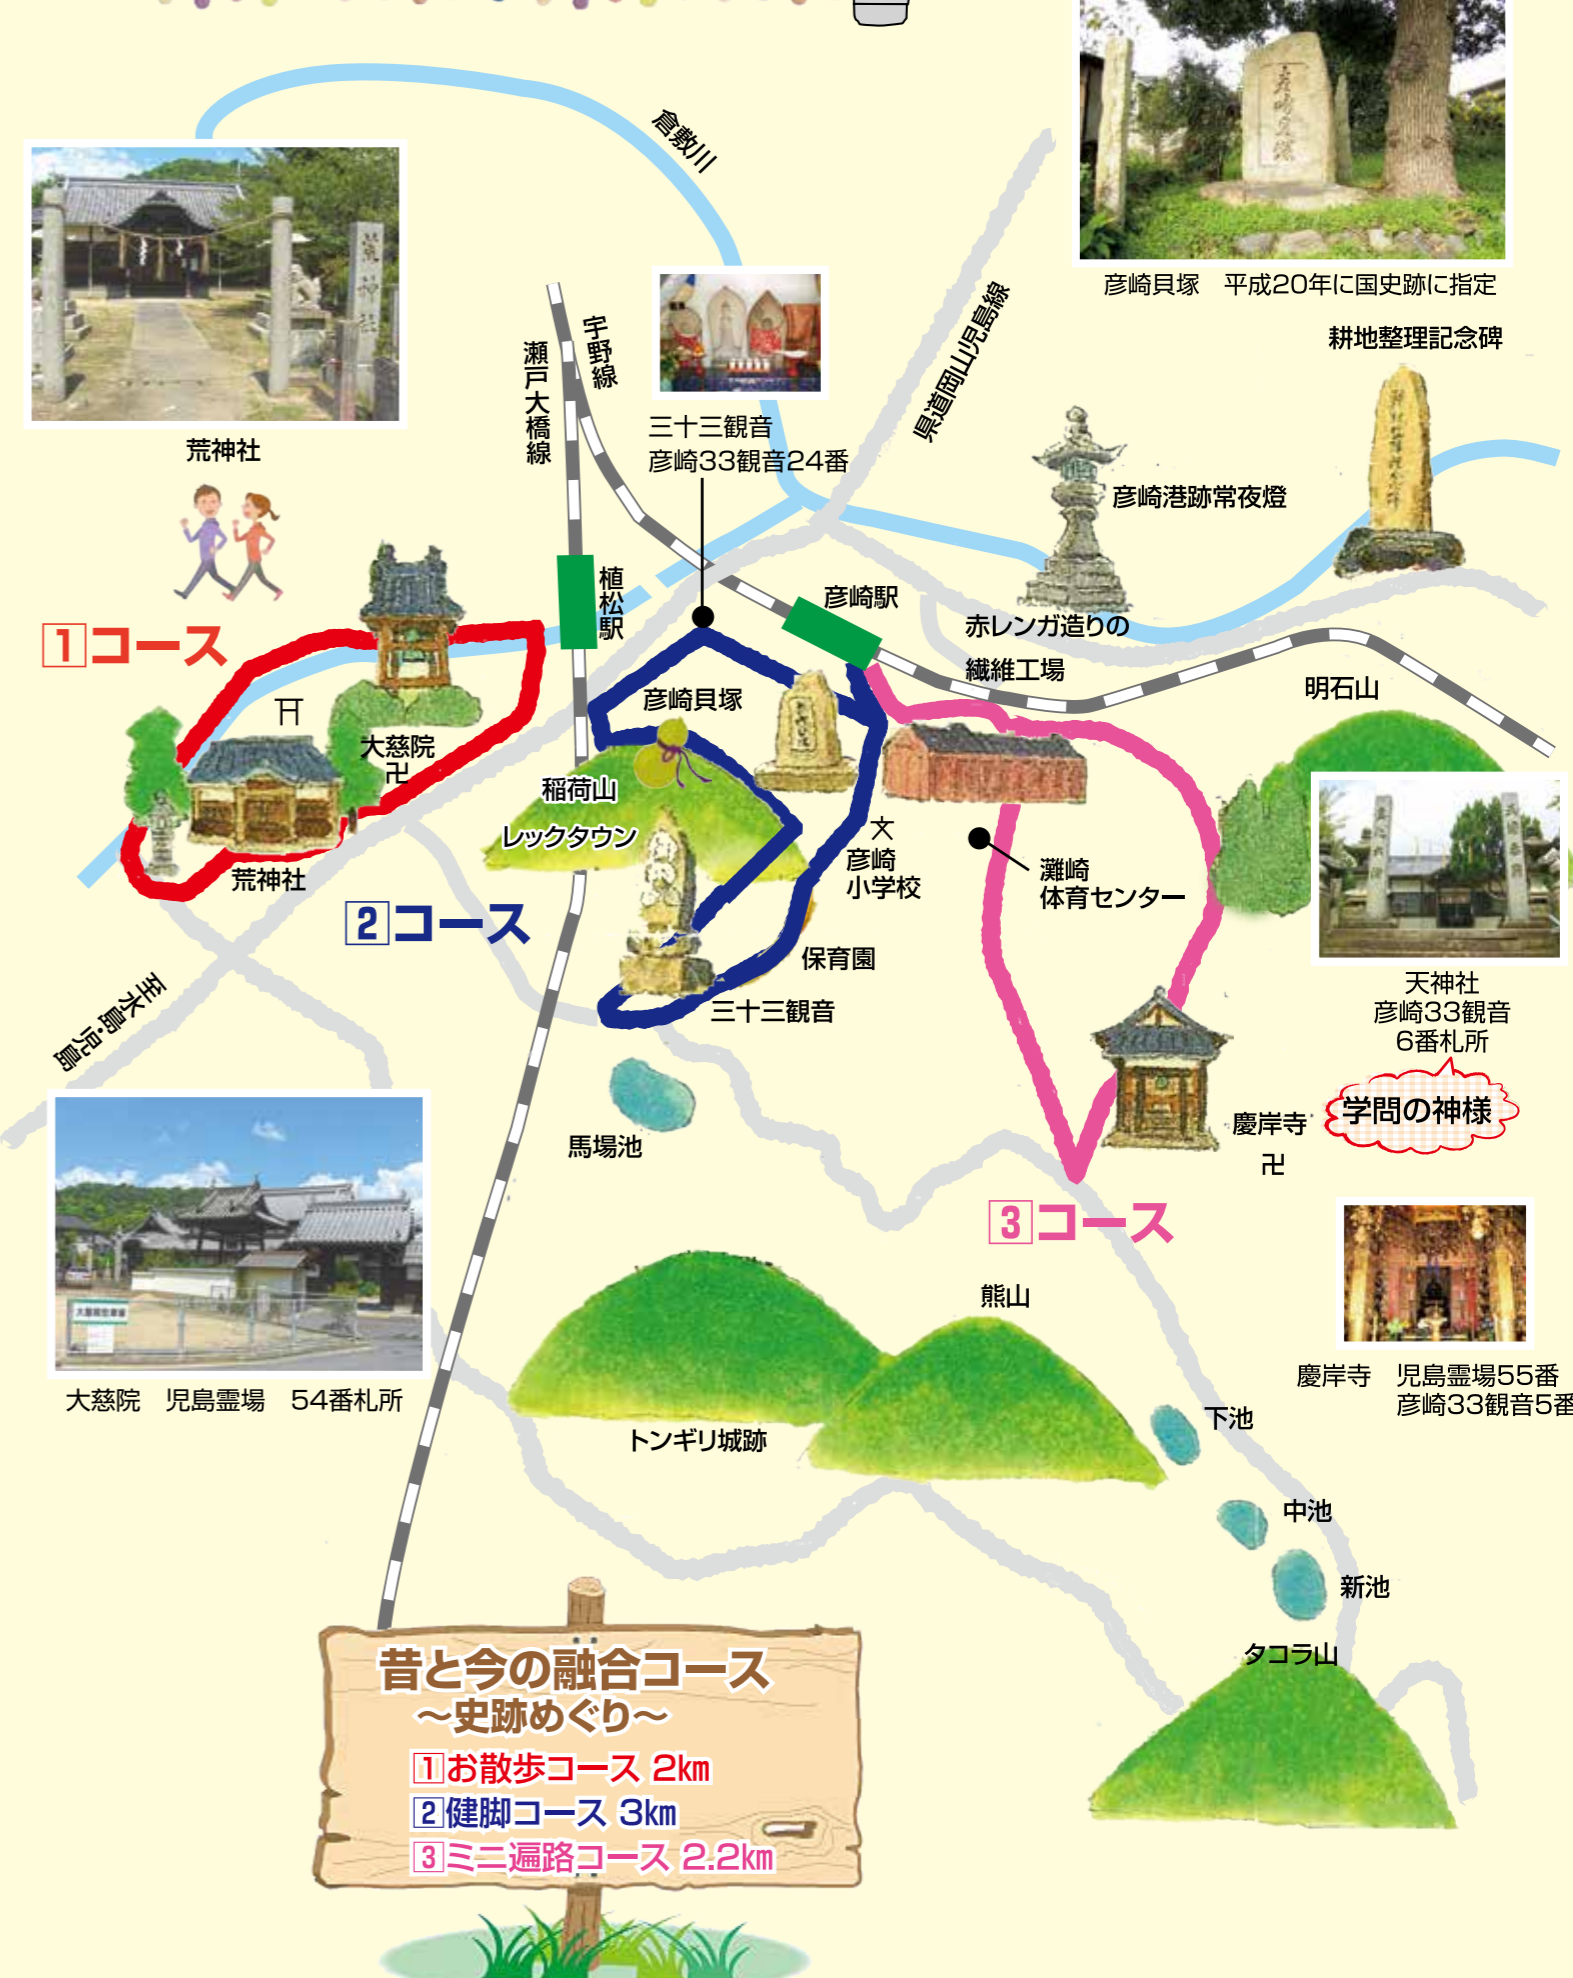 倉敷川
彦崎貝塚　平成20年に国史跡に指定
耕地整理記念碑
荒神社
荒神社
瀬戸大橋線
宇野線
三十三観音
彦崎33観音24番
県道岡山児島線
彦崎港跡常夜燈
植松駅
彦崎駅
赤レンガ造りの
繊維工場
明石山
1コース
大慈院
卍
荒神社
彦崎貝塚
稲荷山
レックタウン
2コース
文
彦崎
小学校
灘崎
体育センター
保育園
三十三観音
天神社
彦崎33観音
6番札所
学問の神様
至水島・児島
馬場池
慶岸寺
卍
3コース
大慈院　児島霊場　54番札所
熊山
トンギリ城跡
慶岸寺　児島霊場55番
彦崎33観音5番
下池
中池
新池
タコラ山
昔と今の融合コース
～史跡めぐり～
1お散歩コース 2km
2健脚コース 3km
3ミニ遍路コース 2.2km